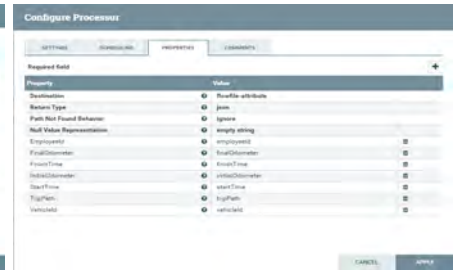 Configure Processor
SETTINGS SCHEDULING PROPERTIES COMMENTS
Required field
Property Value
Destination flowfile-attribute
Return Type json
Path Not Found Behavior ignore
Null Value Representation empty string
EmployeeId employeeId
FinalOdometer finalOdometer
FinishTime finishTime
InitialOdometer initialOdometer
StartTime startTime
TripPath tripPath
VehicleId vehicleId
CANCEL APPLY